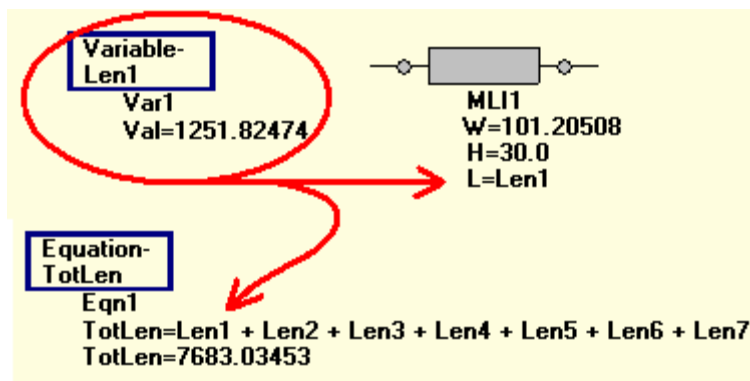 Variable-
Len1
Var1
Val=1251.82474
MLI1
W=101.20508
H=30.0
L=Len1
Equation-
TotLen
Eqn1
TotLen=Len1 + Len2 + Len3 + Len4 + Len5 + Len6 + Len7
TotLen=7683.03453